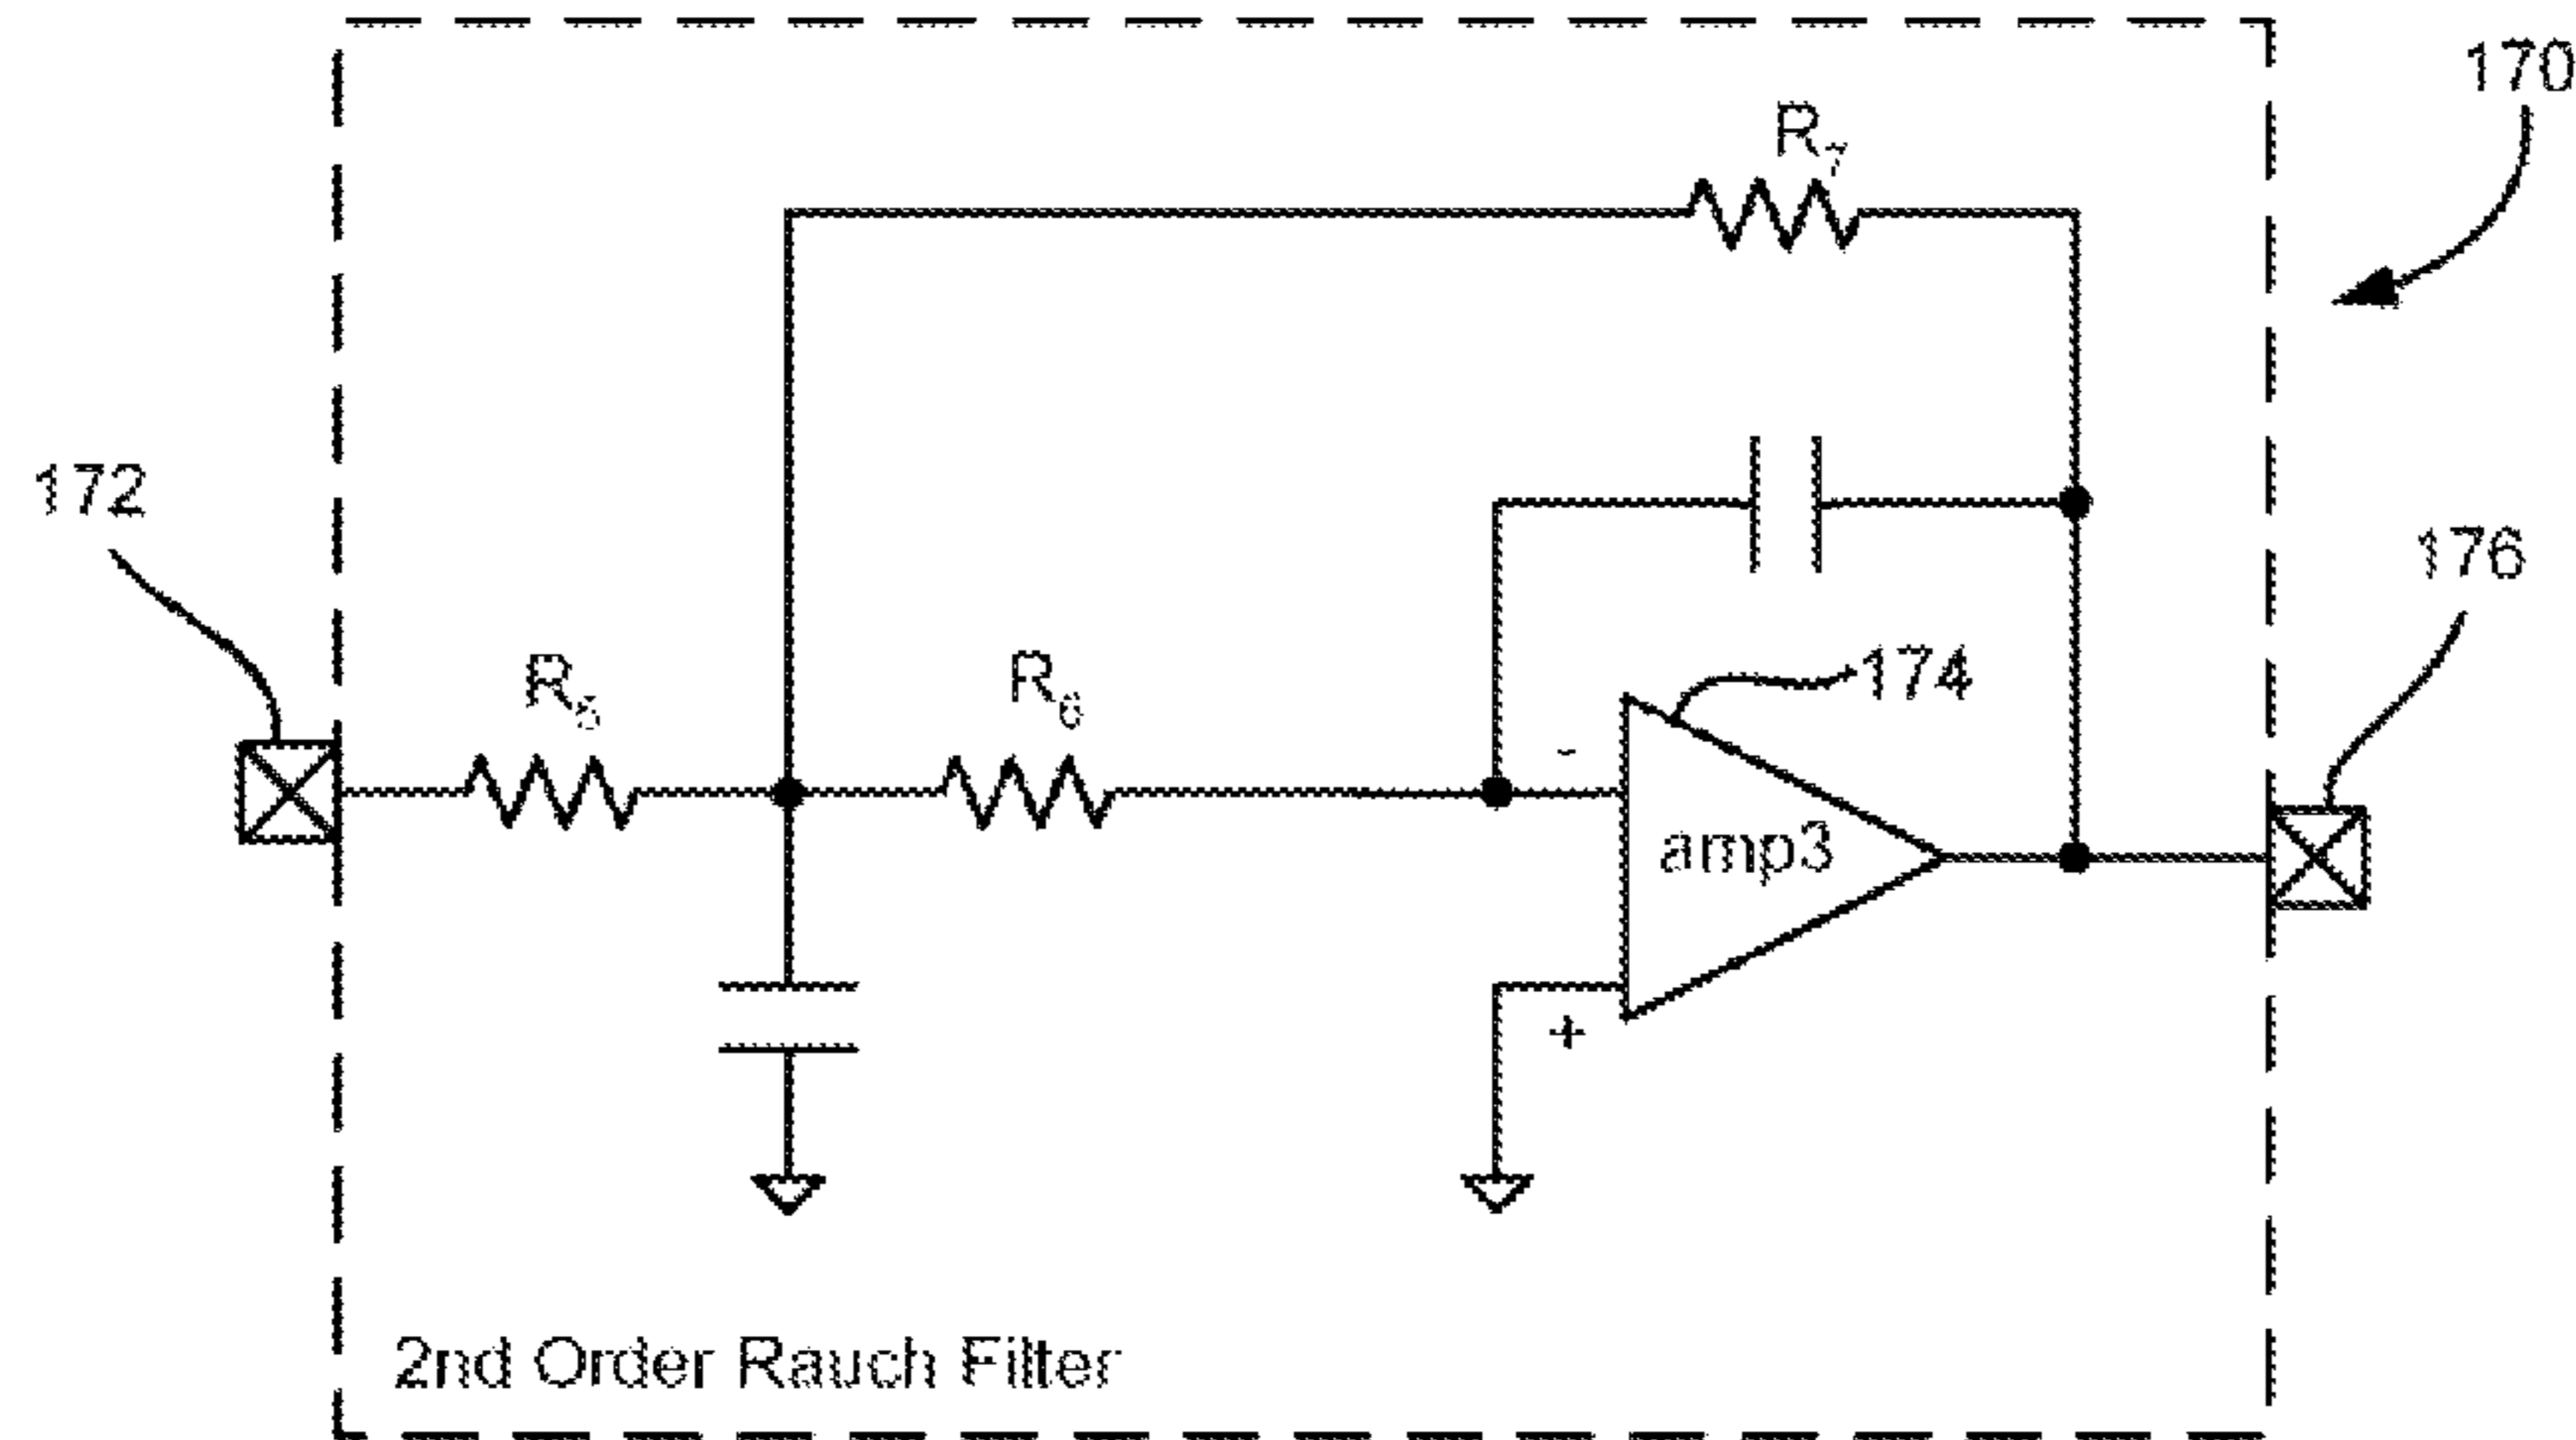 170
R₇
172
176
R₅
R₆
174
-
amp3
+
2nd Order Rauch Filter